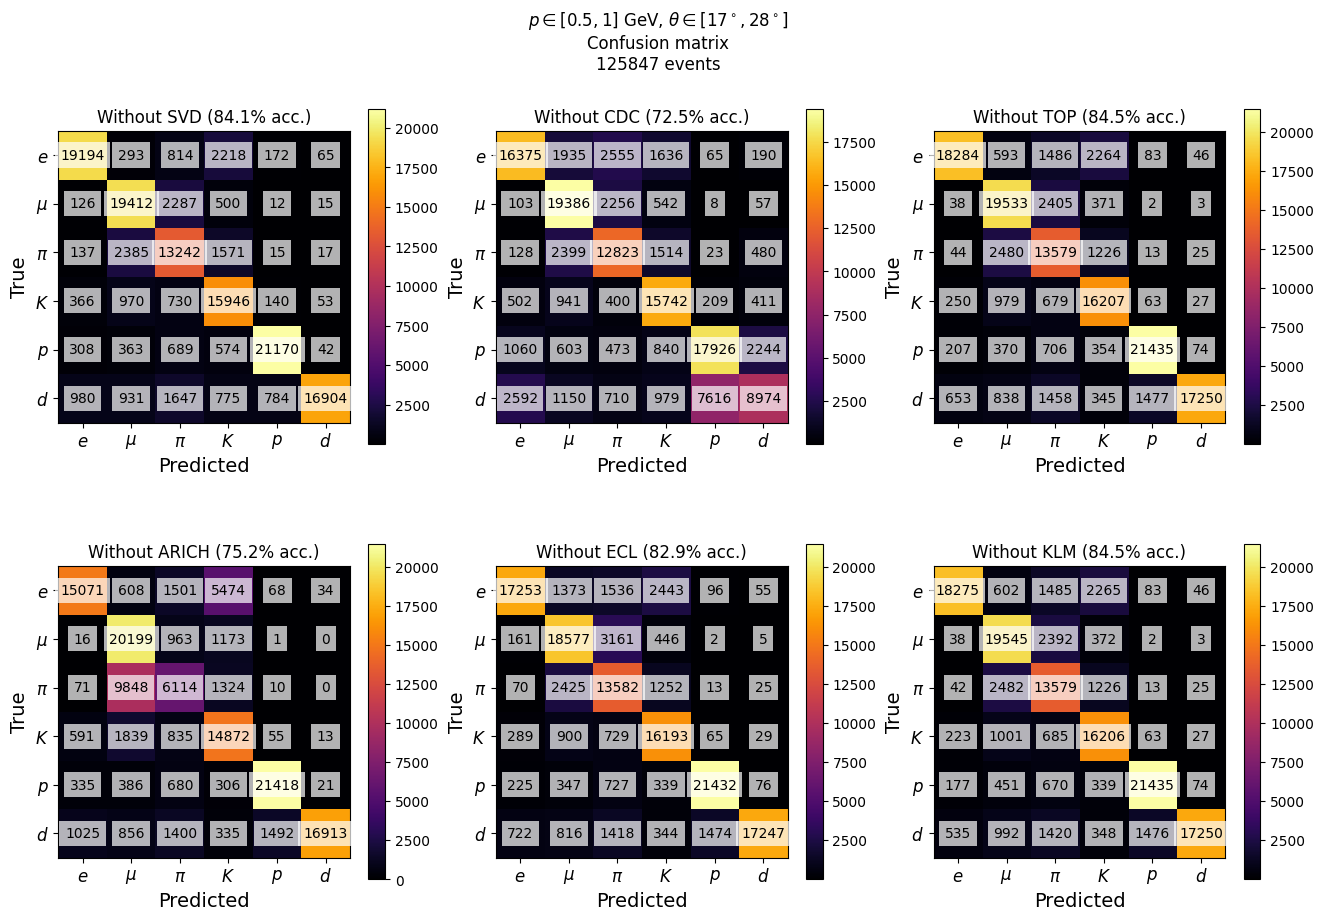 p ∈ [0.5, 1] GeV, θ ∈ [17°, 28°]
Confusion matrix
125847 events
Without SVD (84.1% acc.)
True
e 19194 293 814 2218 172 65
μ 126 19412 2287 500 12 15
π 137 2385 13242 1571 15 17
K 366 970 730 15946 140 53
p 308 363 689 574 21170 42
d 980 931 1647 775 784 16904
e μ π K p d
Predicted
20000
17500
15000
12500
10000
7500
5000
2500
Without CDC (72.5% acc.)
True
e 16375 1935 2555 1636 65 190
μ 103 19386 2256 542 8 57
π 128 2399 12823 1514 23 480
K 502 941 400 15742 209 411
p 1060 603 473 840 17926 2244
d 2592 1150 710 979 7616 8974
e μ π K p d
Predicted
17500
15000
12500
10000
7500
5000
2500
Without TOP (84.5% acc.)
True
e 18284 593 1486 2264 83 46
μ 38 19533 2405 371 2 3
π 44 2480 13579 1226 13 25
K 250 979 679 16207 63 27
p 207 370 706 354 21435 74
d 653 838 1458 345 1477 17250
e μ π K p d
Predicted
20000
17500
15000
12500
10000
7500
5000
2500
Without ARICH (75.2% acc.)
True
e 15071 608 1501 5474 68 34
μ 16 20199 963 1173 1 0
π 71 9848 6114 1324 10 0
K 591 1839 835 14872 55 13
p 335 386 680 306 21418 21
d 1025 856 1400 335 1492 16913
e μ π K p d
Predicted
20000
17500
15000
12500
10000
7500
5000
2500
0
Without ECL (82.9% acc.)
True
e 17253 1373 1536 2443 96 55
μ 161 18577 3161 446 2 5
π 70 2425 13582 1252 13 25
K 289 900 729 16193 65 29
p 225 347 727 339 21432 76
d 722 816 1418 344 1474 17247
e μ π K p d
Predicted
20000
17500
15000
12500
10000
7500
5000
2500
Without KLM (84.5% acc.)
True
e 18275 602 1485 2265 83 46
μ 38 19545 2392 372 2 3
π 42 2482 13579 1226 13 25
K 223 1001 685 16206 63 27
p 177 451 670 339 21435 74
d 535 992 1420 348 1476 17250
e μ π K p d
Predicted
20000
17500
15000
12500
10000
7500
5000
2500